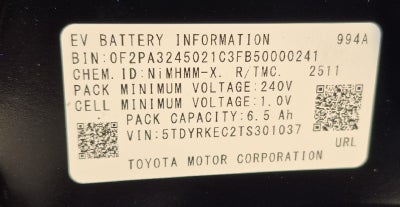 EV BATTERY INFORMATION 994A
BIN:0F2PA3245021C3FB50000241
CHEM. ID:NiMHMM-X. R/TMC. 2511
PACK MINIMUM VOLTAGE:240V
CELL MINIMUM VOLTAGE:1.0V
PACK CAPACITY:6.5 Ah
VIN:5TDYRKEC2TS301037
URL
TOYOTA MOTOR CORPORATION